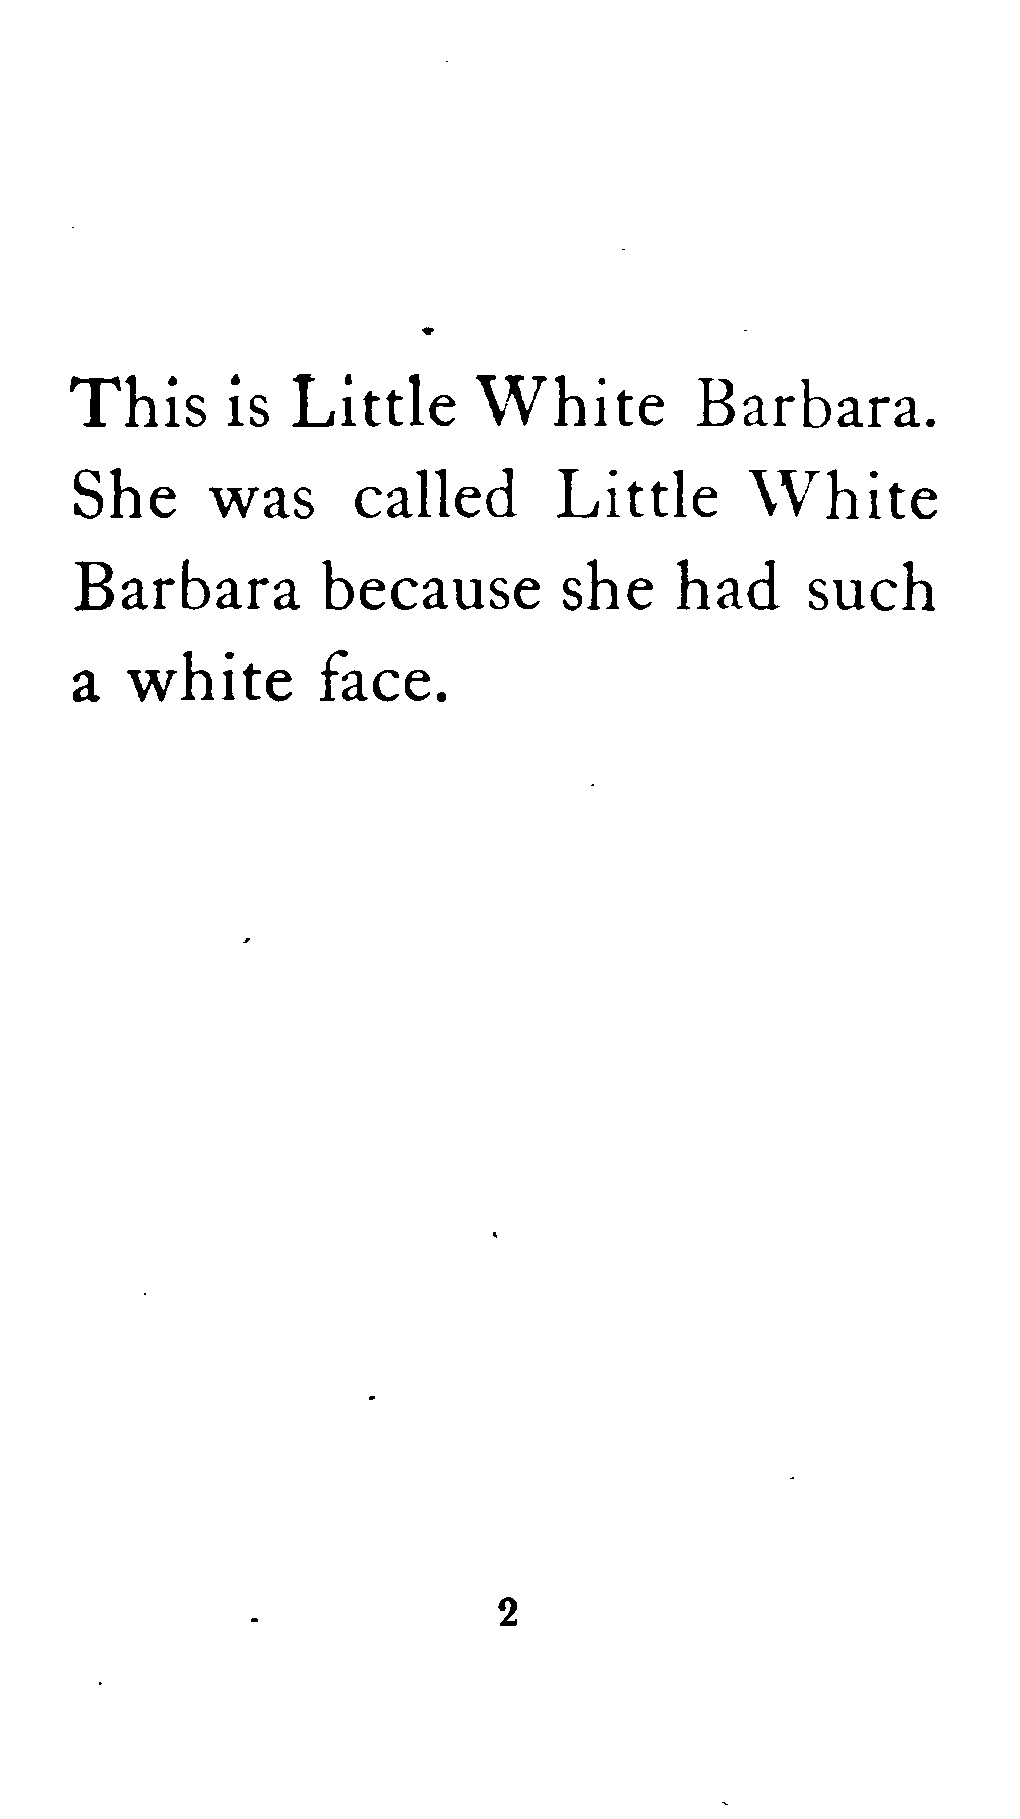 This is Little White Barbara.
She was called Little White
Barbara because she had such
a white face.
2